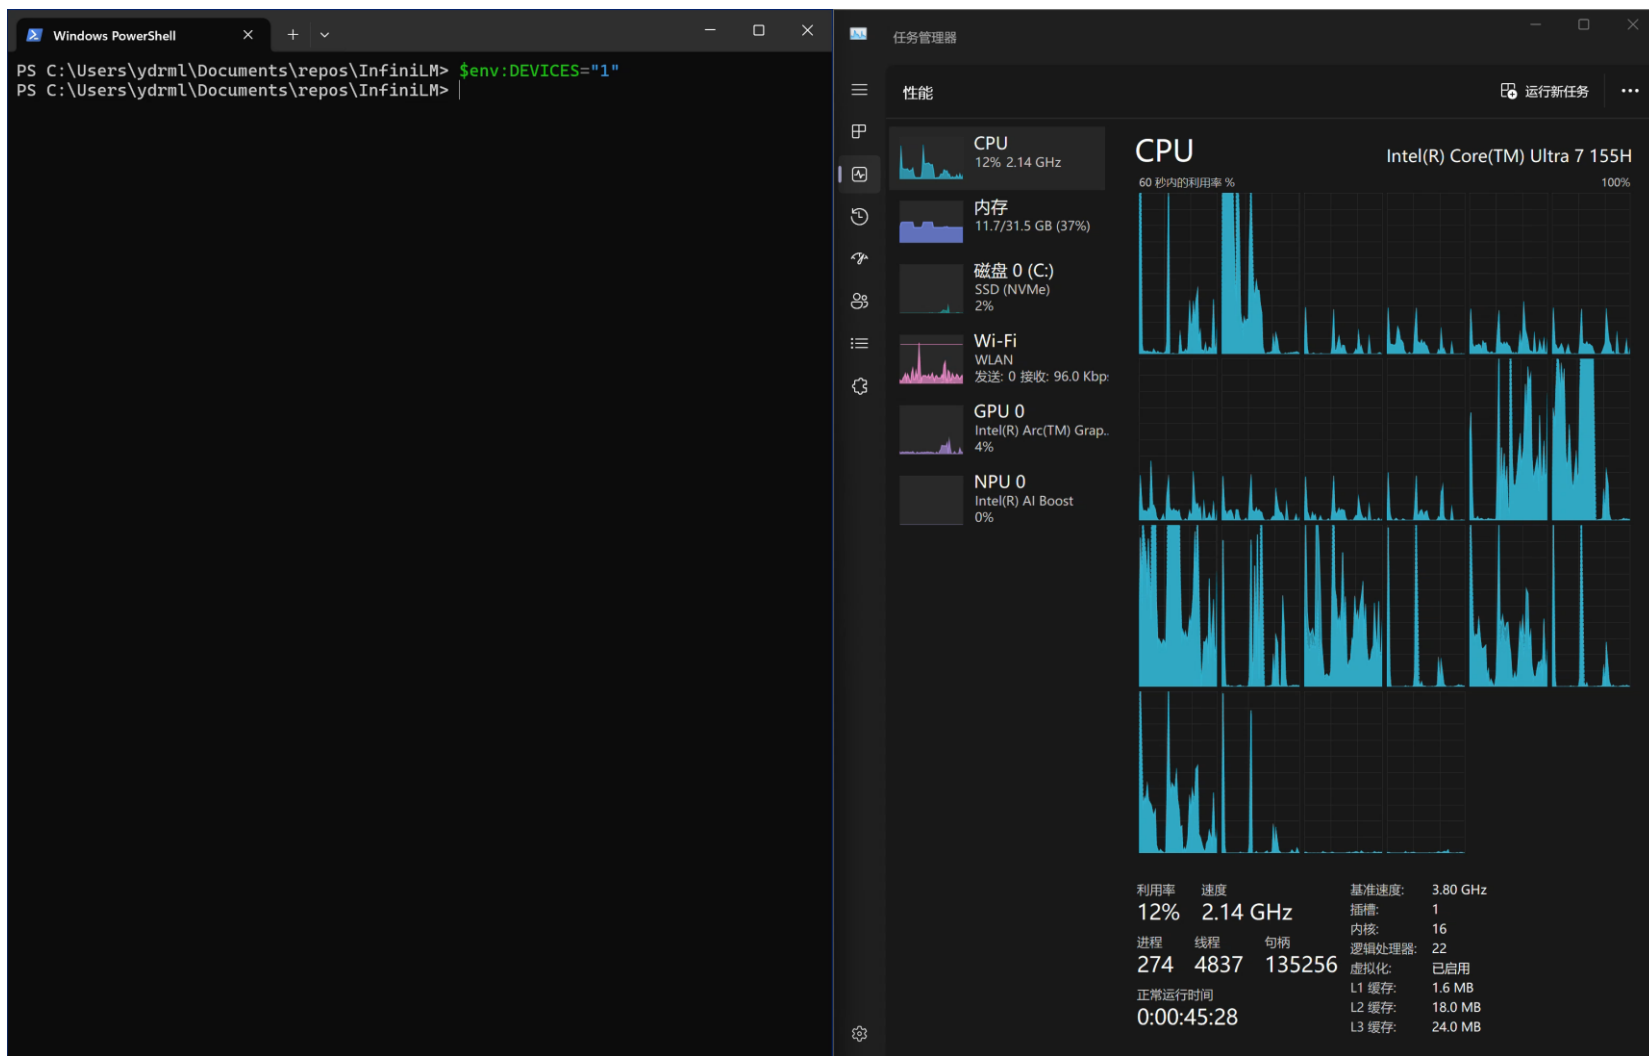 Windows PowerShell
PS C:\Users\ydrml\Documents\repos\InfiniLM> $env:DEVICES="1"
PS C:\Users\ydrml\Documents\repos\InfiniLM>
任务管理器
性能
运行新任务
CPU
12% 2.14 GHz
内存
11.7/31.5 GB (37%)
磁盘 0 (C:)
SSD (NVMe)
2%
Wi-Fi
WLAN
发送: 0 接收: 96.0 Kbp
GPU 0
Intel(R) Arc(TM) Grap..
4%
NPU 0
Intel(R) AI Boost
0%
CPU
Intel(R) Core(TM) Ultra 7 155H
60 秒内的利用率 %
100%
利用率 速度
12% 2.14 GHz
进程 线程 句柄
274 4837 135256
正常运行时间
0:00:45:28
基准速度: 3.80 GHz
插槽: 1
内核: 16
逻辑处理器: 22
虚拟化: 已启用
L1 缓存: 1.6 MB
L2 缓存: 18.0 MB
L3 缓存: 24.0 MB